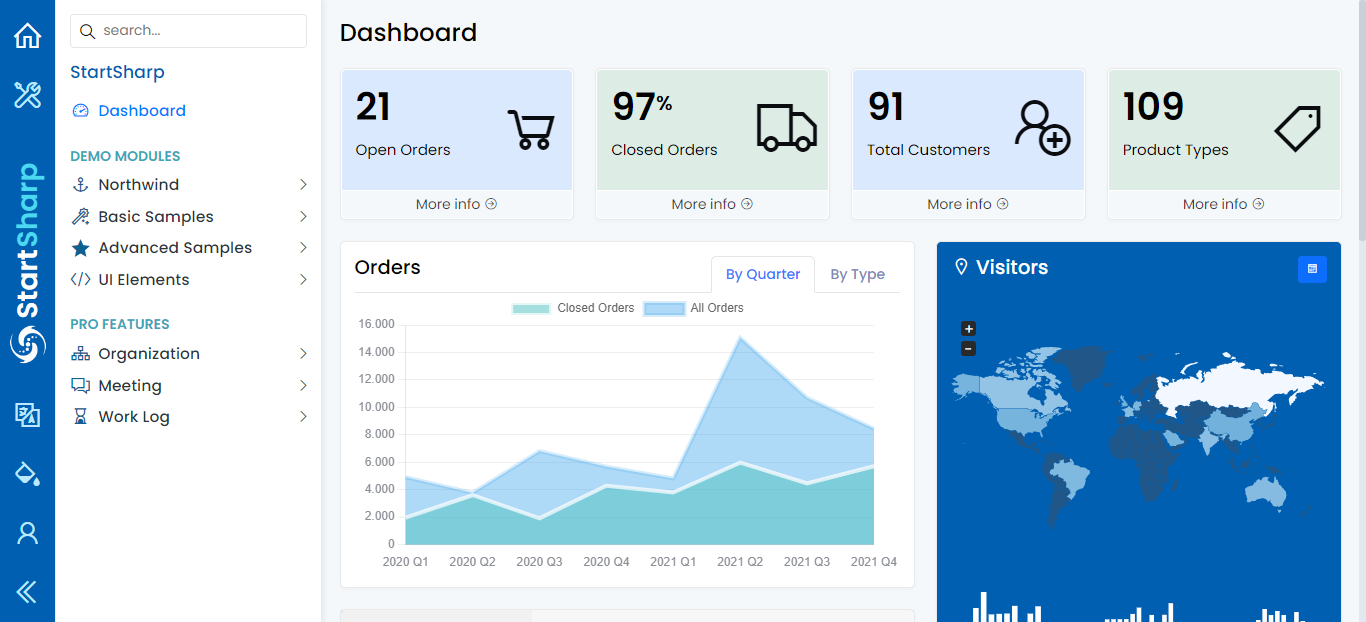 search...
StartSharp
Dashboard
DEMO MODULES
Northwind
Basic Samples
Advanced Samples
UI Elements
PRO FEATURES
Organization
Meeting
Work Log
StartSharp
Dashboard
21
Open Orders
More info
97%
Closed Orders
More info
91
Total Customers
More info
109
Product Types
More info
Orders
By Quarter
By Type
Closed Orders
All Orders
16.000
14.000
12.000
10.000
8.000
6.000
4.000
2.000
0
2020 Q1
2020 Q2
2020 Q3
2020 Q4
2021 Q1
2021 Q2
2021 Q3
2021 Q4
Visitors
+
-